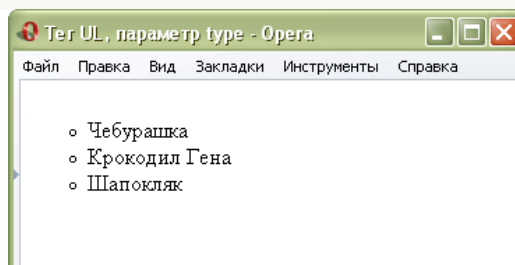 Тег UL, параметр type - Opera
Файл Правка Вид Закладки Инструменты Справка
Чебурашка
Крокодил Гена
Шапокляк